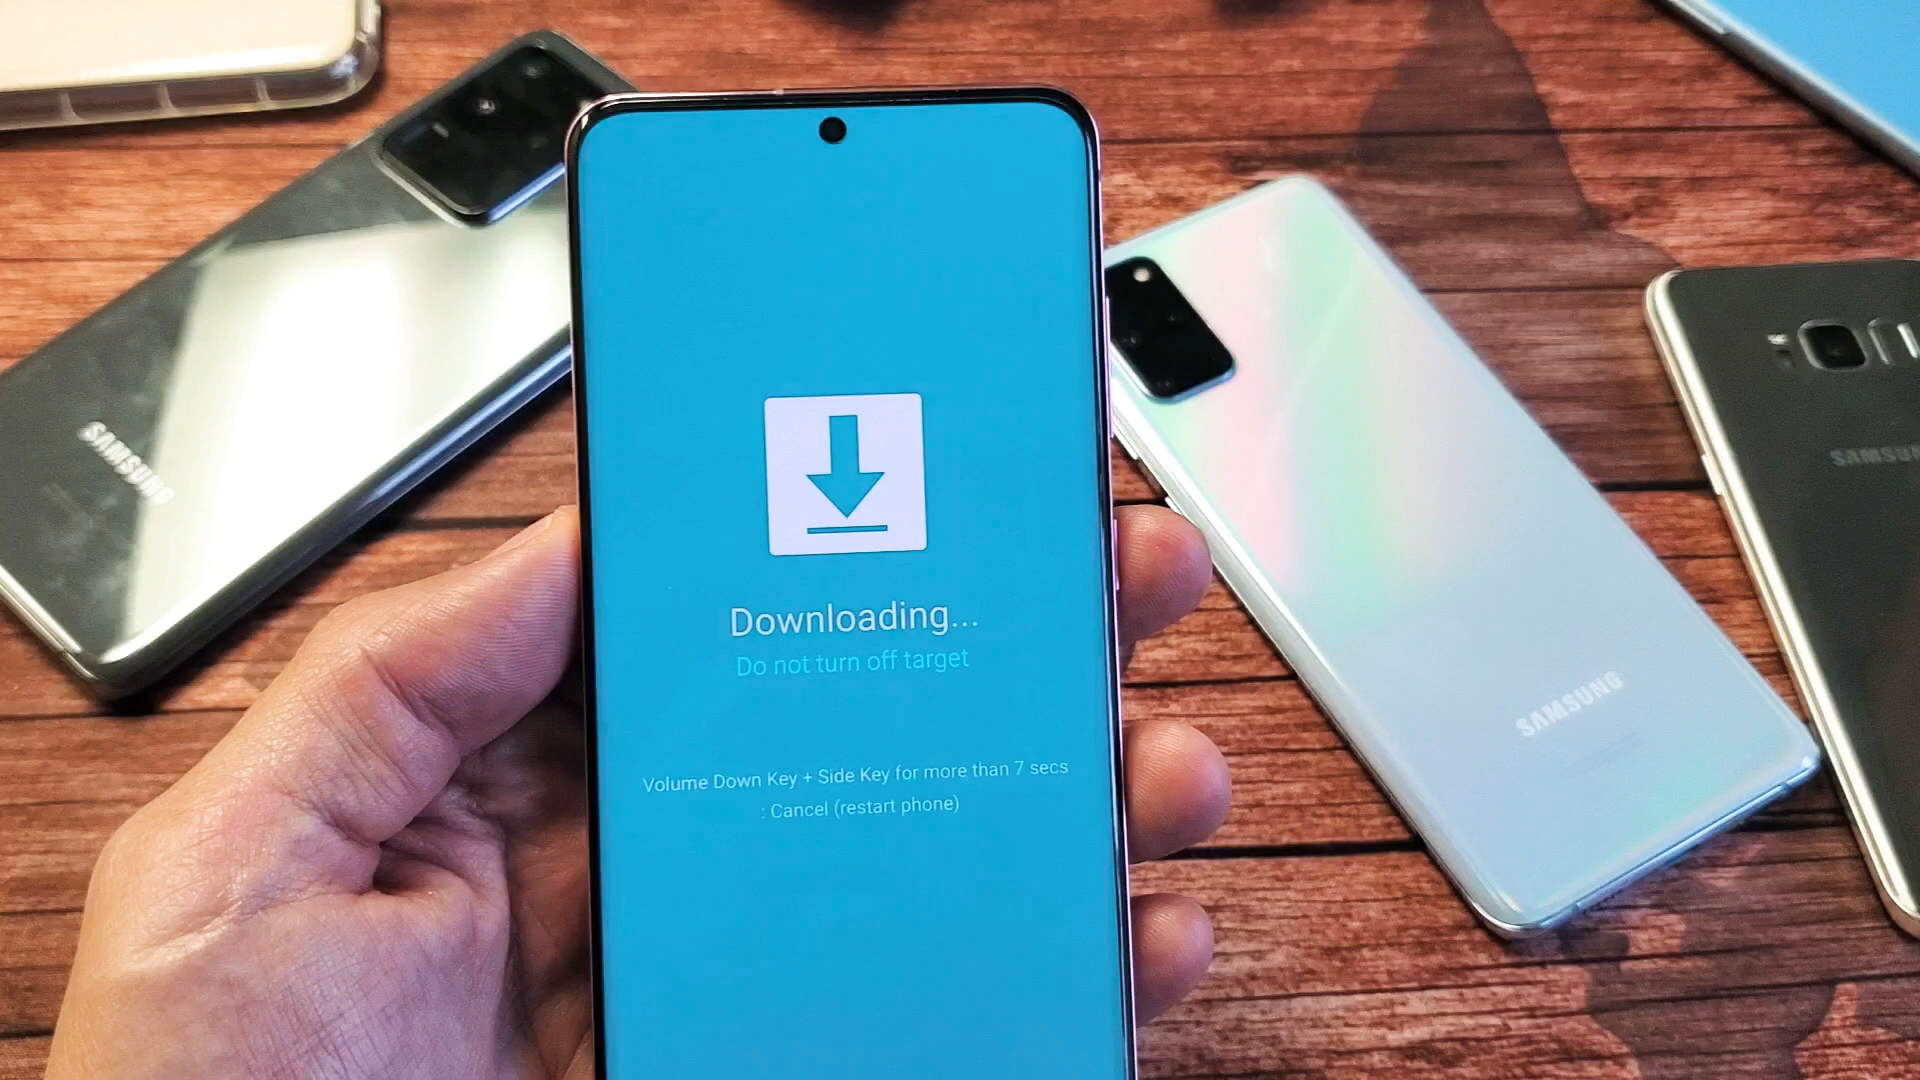 Downloading...
Do not turn off target
Volume Down Key + Side Key for more than 7 secs
: Cancel (restart phone)
SAMSUNG
SAMSUNG
SAMSUN